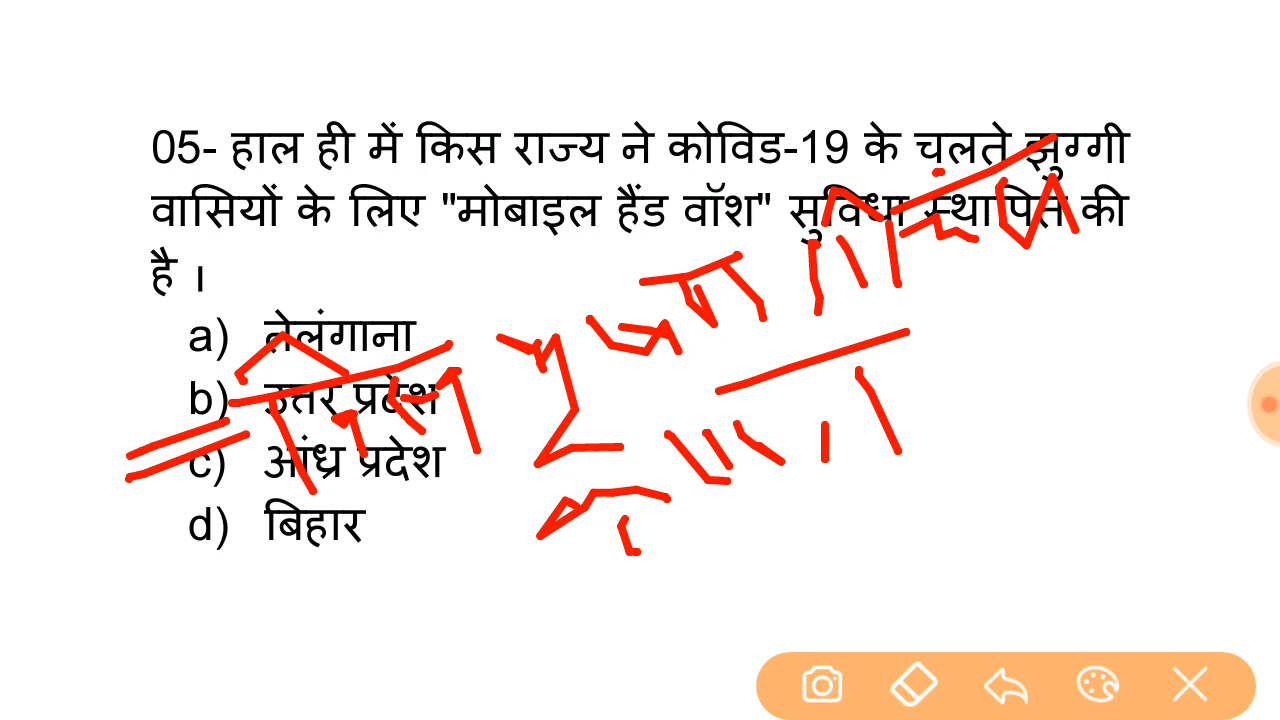 05- हाल ही में किस राज्य ने कोविड-19 के चलते झुग्गी
वासियों के लिए "मोबाइल हैंड वॉश" सुविधा स्थापित की
है ।
a) तेलंगाना
b) उत्तर प्रदेश
c) आंध्र प्रदेश
d) बिहार